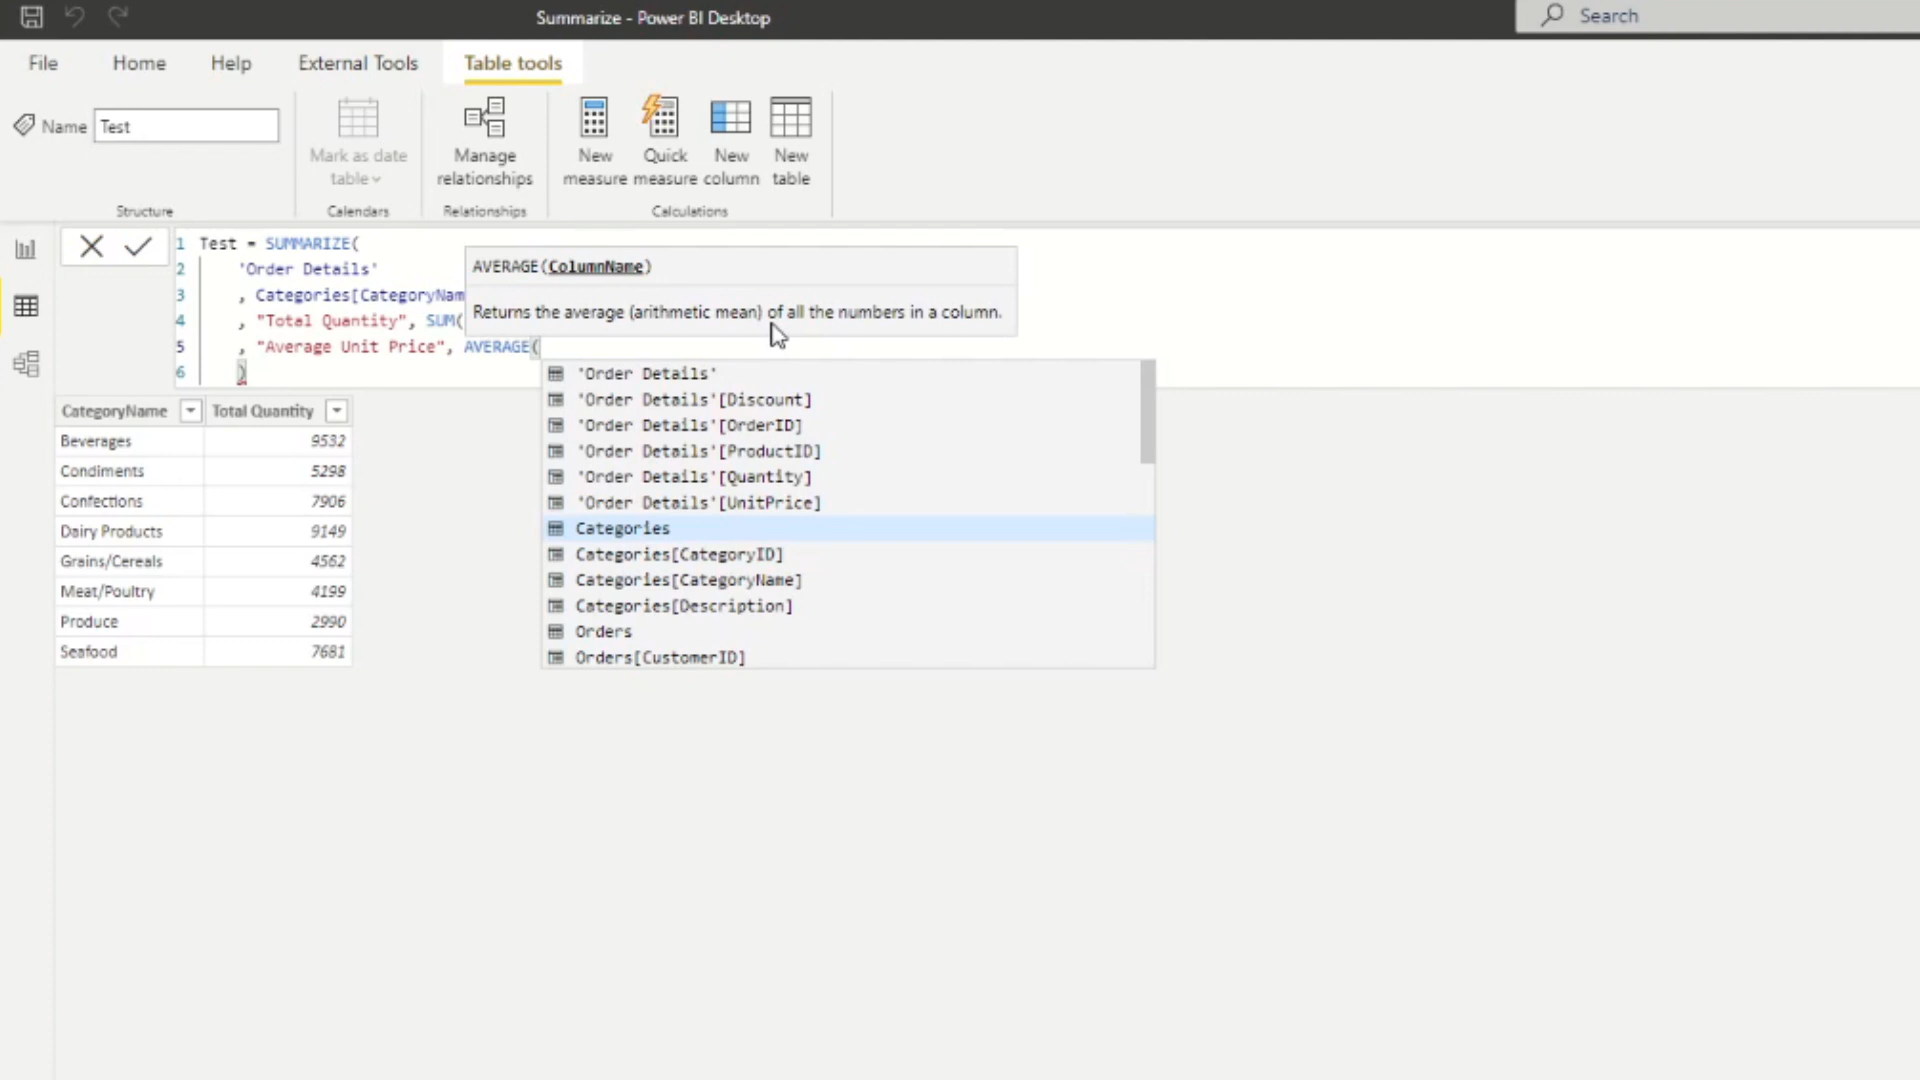 Summarize - Power BI Desktop
Search
File
Home
Help
External Tools
Table tools
Name
Test
Mark as date
table
Manage
relationships
New
measure
Quick
measure
New
column
New
table
Structure
Calendars
Relationships
Calculations
1 Test = SUMMARIZE(
2 'Order Details'
3 , Categories[CategoryNam
4 , "Total Quantity", SUM(
5 , "Average Unit Price", AVERAGE(
6 )
AVERAGE(ColumnName)
Returns the average (arithmetic mean) of all the numbers in a column.
'Order Details'
'Order Details'[Discount]
'Order Details'[OrderID]
'Order Details'[ProductID]
'Order Details'[Quantity]
'Order Details'[UnitPrice]
Categories
Categories[CategoryID]
Categories[CategoryName]
Categories[Description]
Orders
Orders[CustomerID]
CategoryName Total Quantity
Beverages 9532
Condiments 5298
Confections 7906
Dairy Products 9149
Grains/Cereals 4562
Meat/Poultry 4199
Produce 2990
Seafood 7681